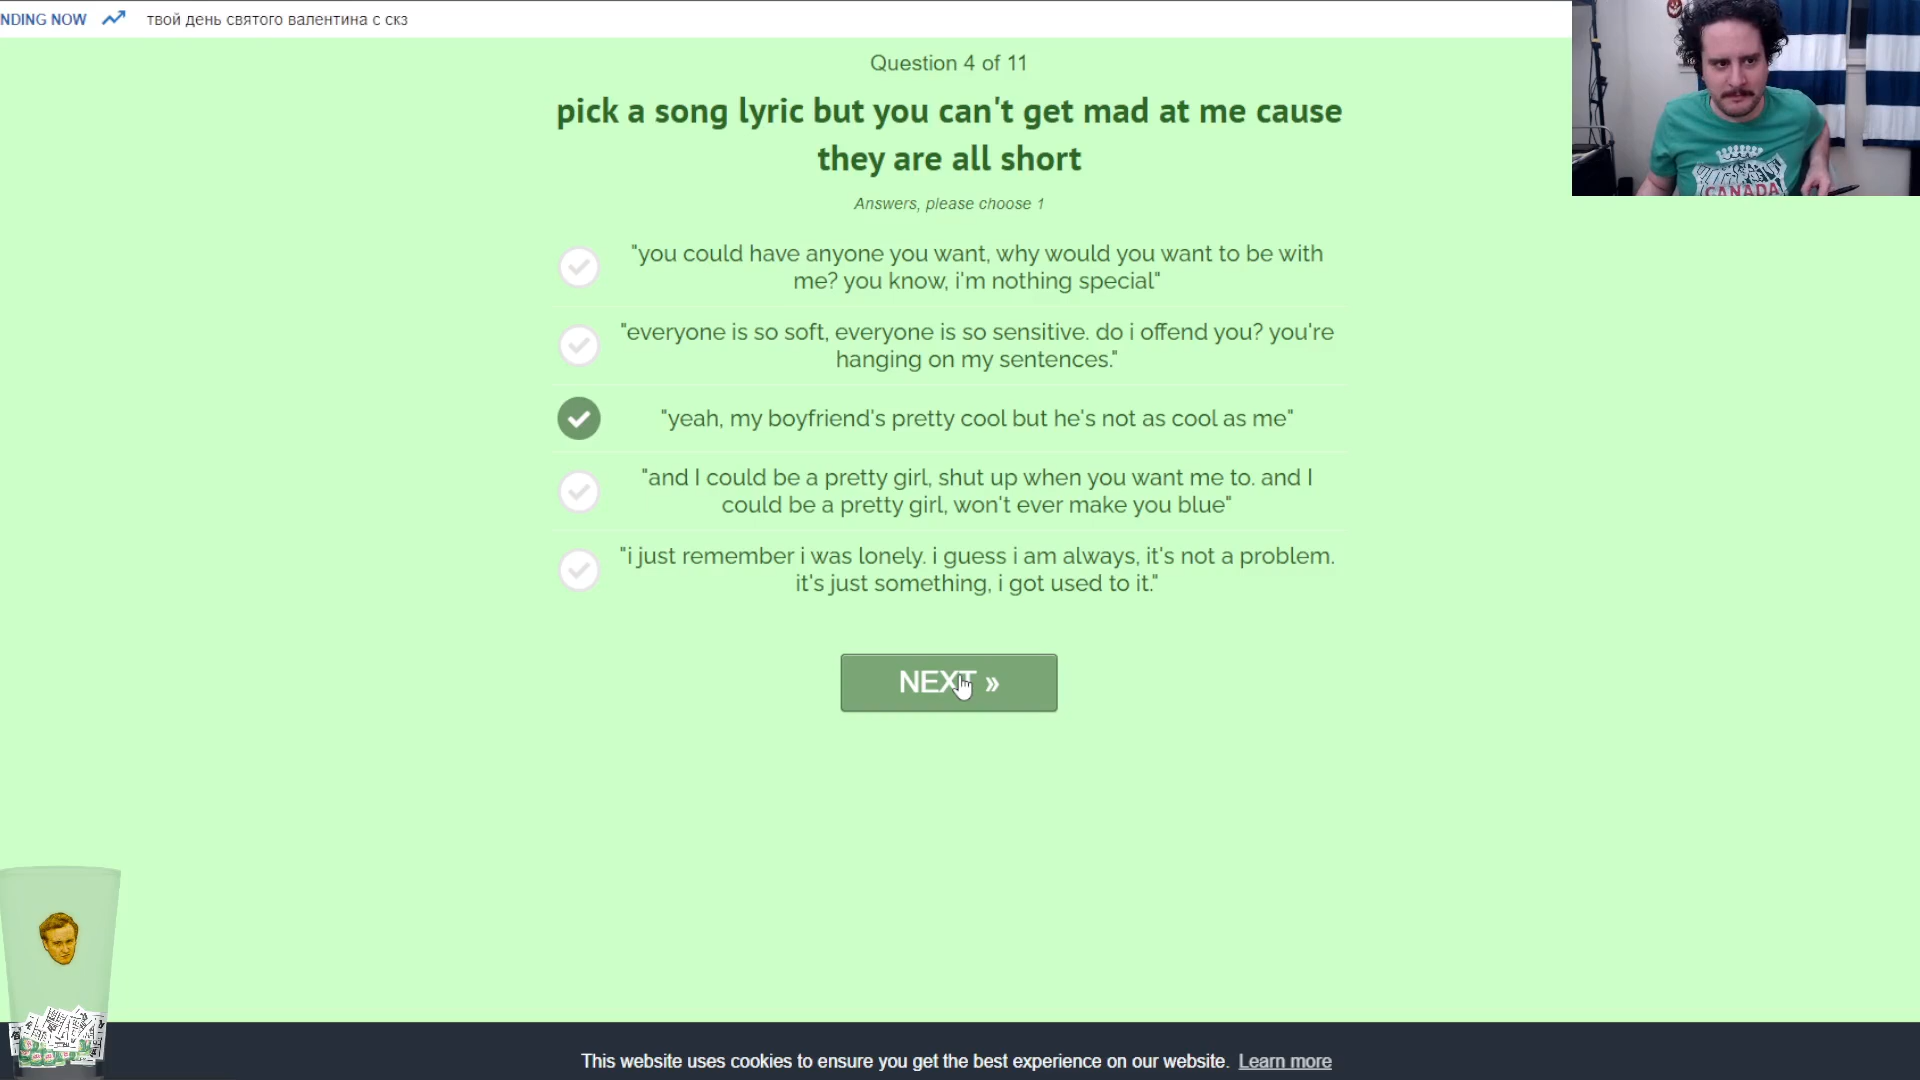 NDING NOW твой день святого валентина с скз
Question 4 of 11
pick a song lyric but you can't get mad at me cause
they are all short
Answers, please choose 1
"you could have anyone you want, why would you want to be with
me? you know, i'm nothing special"
"everyone is so soft, everyone is so sensitive. do i offend you? you're
hanging on my sentences."
"yeah, my boyfriend's pretty cool but he's not as cool as me"
"and I could be a pretty girl, shut up when you want me to. and I
could be a pretty girl, won't ever make you blue"
"i just remember i was lonely. i guess i am always, it's not a problem.
it's just something, i got used to it."
NEXT »
CANADA
This website uses cookies to ensure you get the best experience on our website. Learn more